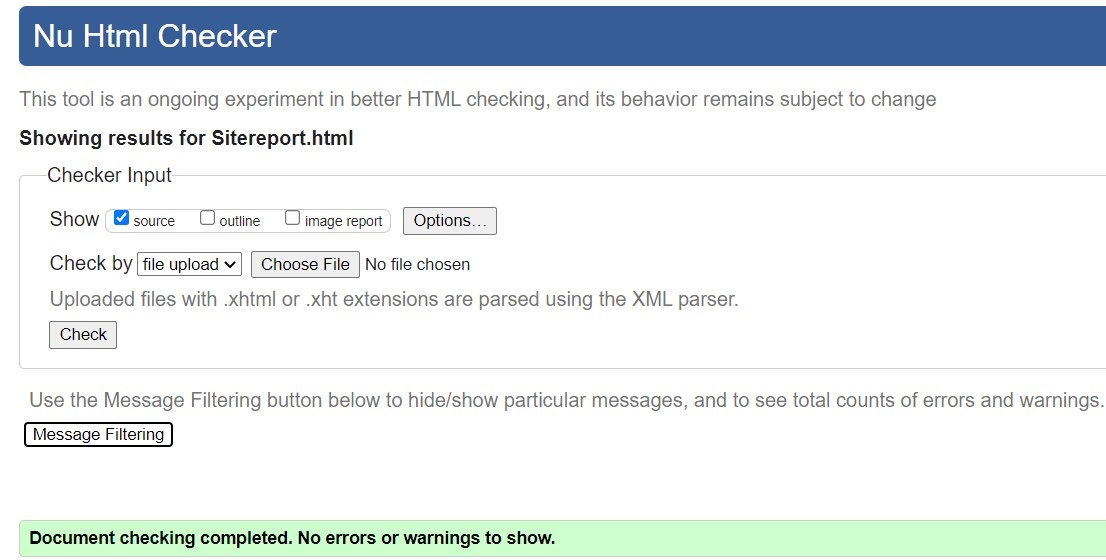 Nu Html Checker
This tool is an ongoing experiment in better HTML checking, and its behavior remains subject to change
Showing results for Sitereport.html
Checker Input
Show source outline image report Options...
Check by file upload Choose File No file chosen
Uploaded files with .xhtml or .xht extensions are parsed using the XML parser.
Check
Use the Message Filtering button below to hide/show particular messages, and to see total counts of errors and warnings.
Message Filtering
Document checking completed. No errors or warnings to show.